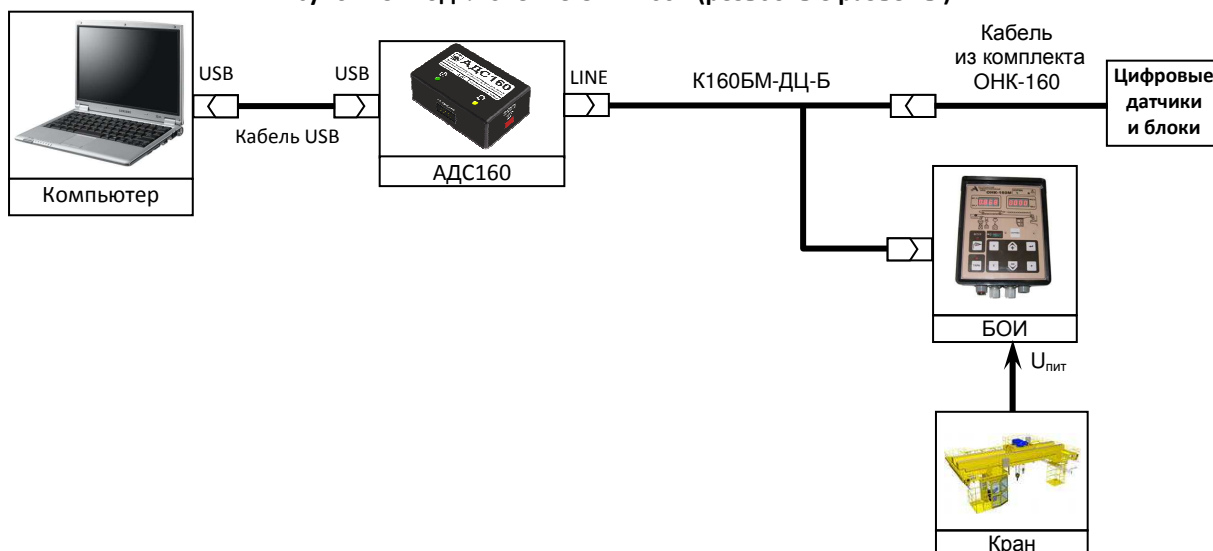 USB
USB
LINE
К160БМ-ДЦ-Б
Кабель
из комплекта
ОНК-160
Цифровые
датчики
и блоки
Кабель USB
АДС160
АДС160
Компьютер
БОИ
Uпит
Кран